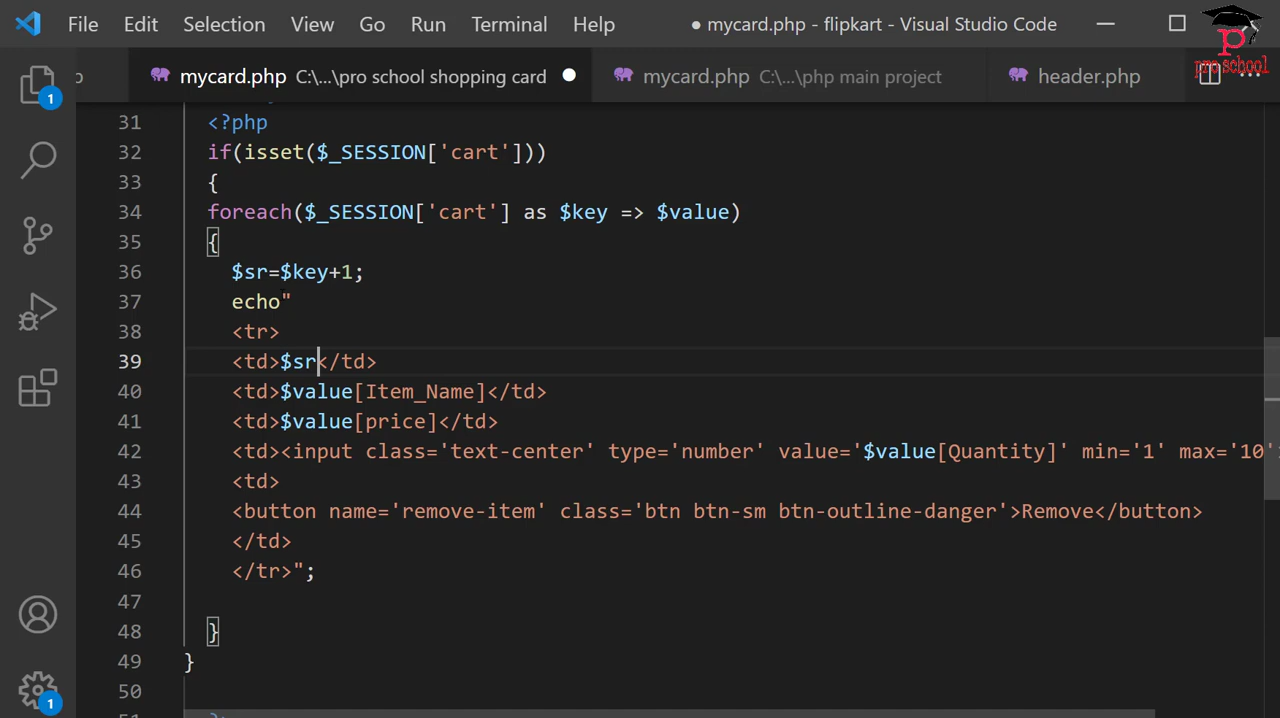 File Edit Selection View Go Run Terminal Help ● mycard.php - flipkart - Visual Studio Code
p mycard.php C:\...\pro school shopping card mycard.php C:\...\php main project header.php
p
pro school
1
31 <?php
32 if(isset($_SESSION['cart']))
33 {
34 foreach($_SESSION['cart'] as $key => $value)
35 {
36 $sr=$key+1;
37 echo"
38 <tr>
39 <td>$sr</td>
40 <td>$value[Item_Name]</td>
41 <td>$value[price]</td>
42 <td><input class='text-center' type='number' value='$value[Quantity]' min='1' max='10'
43 <td>
44 <button name='remove-item' class='btn btn-sm btn-outline-danger'>Remove</button>
45 </td>
46 </tr>";
47
48 }
49 }
50
1